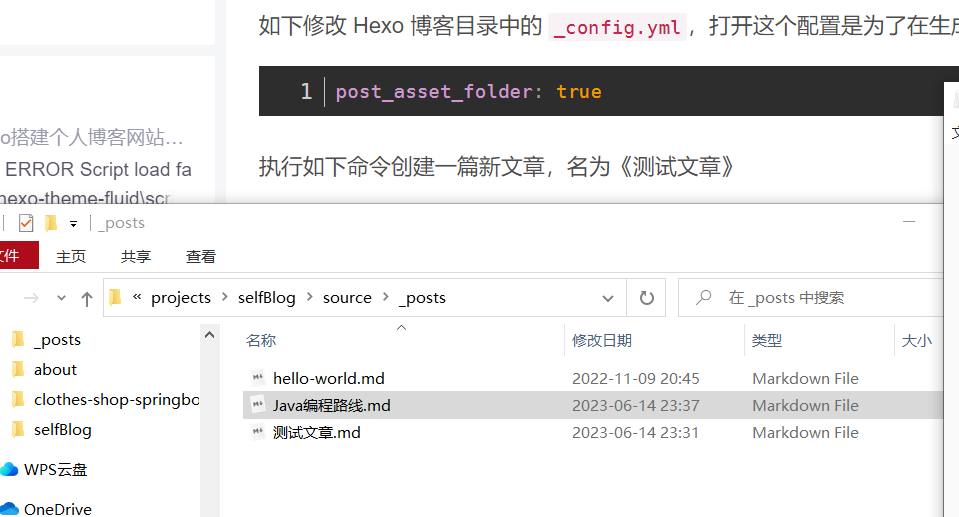 如下修改 Hexo 博客目录中的 _config.yml，打开这个配置是为了在生成
1 post_asset_folder: true
o搭建个人博客网站…
ERROR Script load fa
执行如下命令创建一篇新文章，名为《测试文章》
hexo-theme-fluid\scr
_posts
文件 主页 共享 查看
« projects > selfBlog > source > _posts
在 _posts 中搜索
名称 修改日期 类型 大小
_posts
about
clothes-shop-springbo
selfBlog
WPS云盘
OneDrive
hello-world.md 2022-11-09 20:45 Markdown File
Java编程路线.md 2023-06-14 23:37 Markdown File
测试文章.md 2023-06-14 23:31 Markdown File